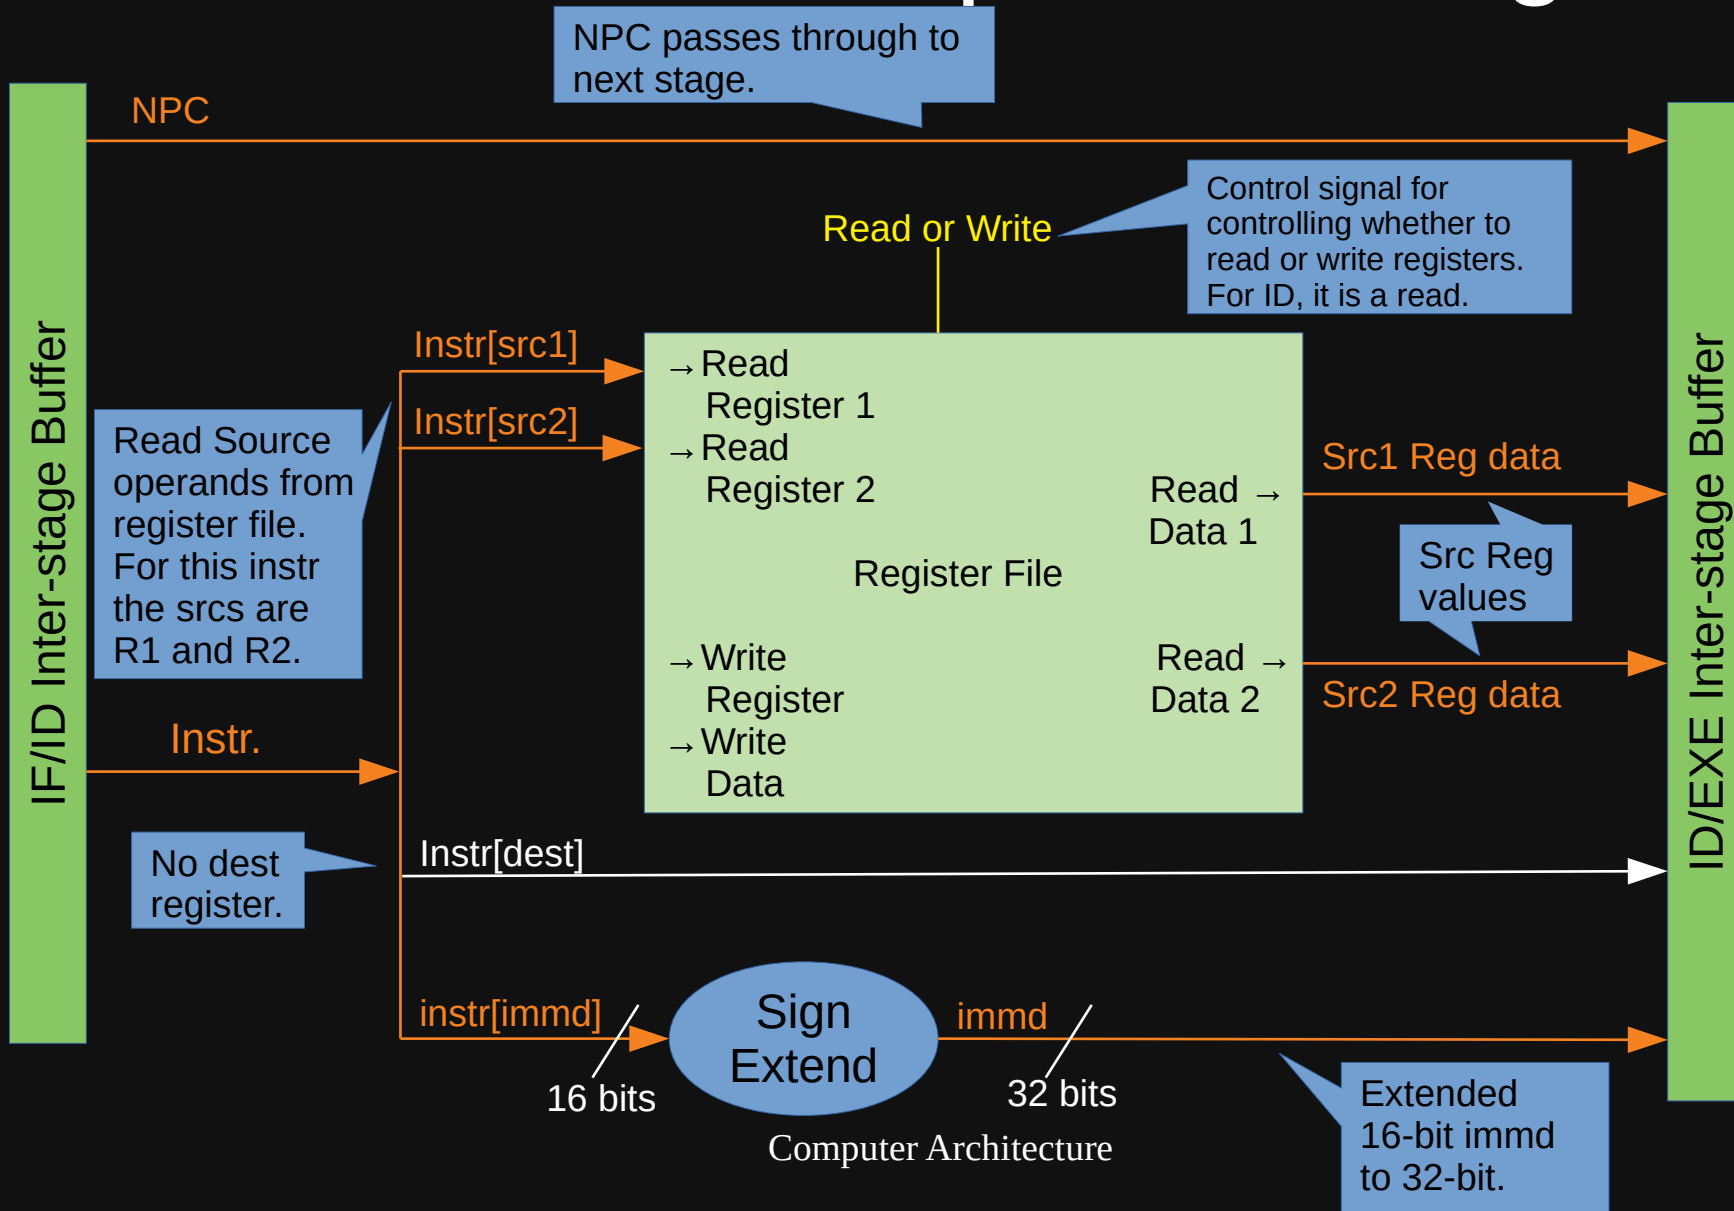 NPC passes through to
next stage.
NPC
Control signal for
controlling whether to
read or write registers.
For ID, it is a read.
Read or Write
IF/ID Inter-stage Buffer
Instr[src1]
Instr[src2]
Read Source
operands from
register file.
For this instr
the srcs are
R1 and R2.
→Read
Register 1
→Read
Register 2
Read →
Data 1
Register File
→Write
Register
→Write
Data
Read →
Data 2
Src1 Reg data
Src Reg
values
Src2 Reg data
ID/EXE Inter-stage Buffer
Instr.
No dest
register.
Instr[dest]
instr[immd]
16 bits
Sign
Extend
immd
32 bits
Extended
16-bit immd
to 32-bit.
Computer Architecture